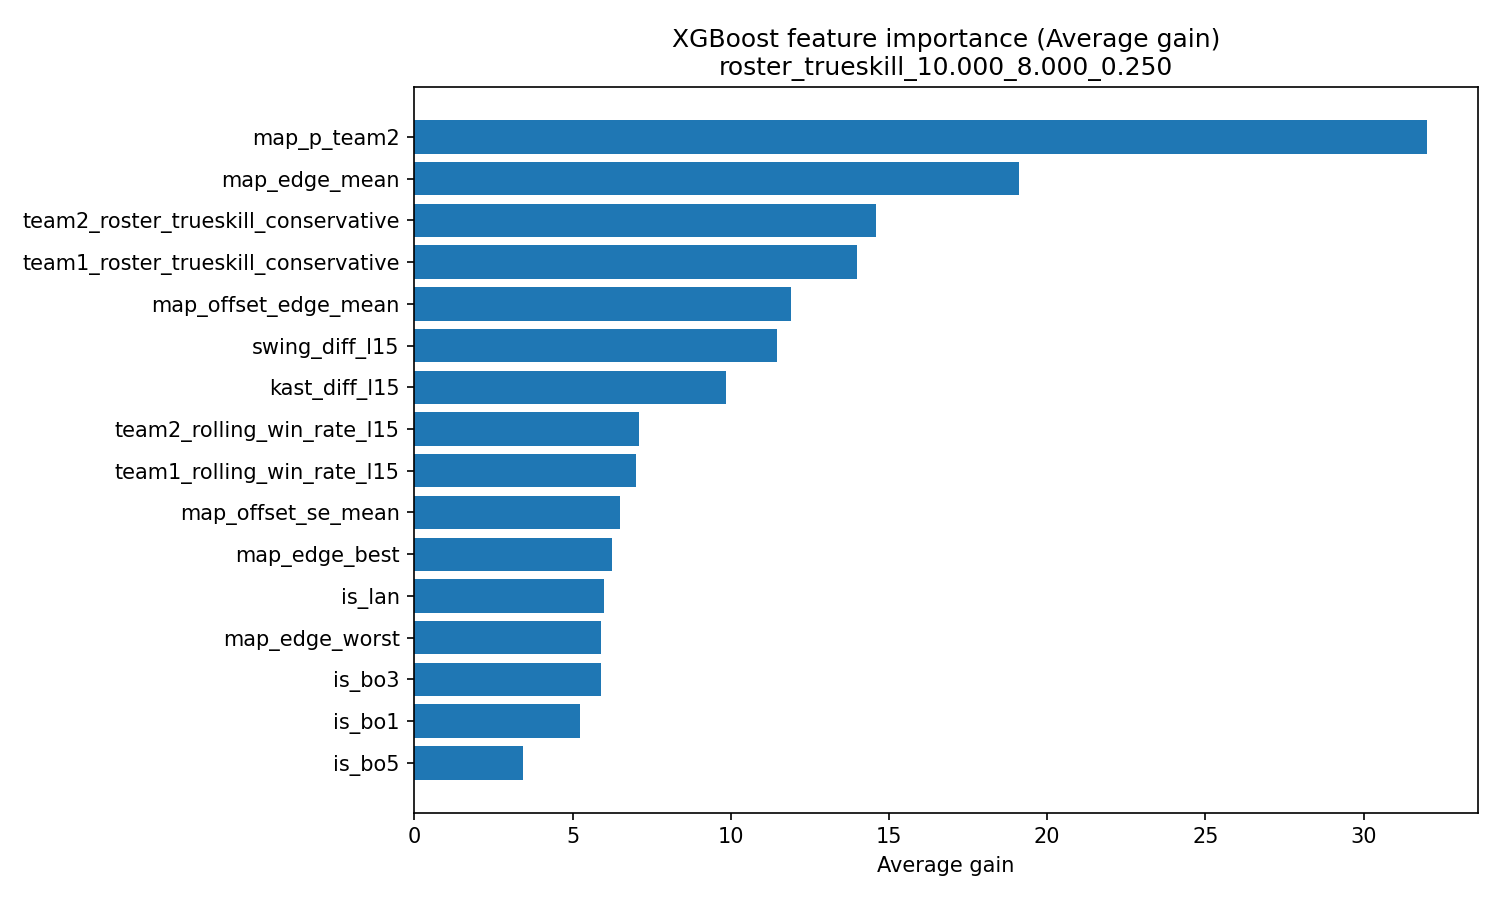 XGBoost feature importance (Average gain)
roster_trueskill_10.000_8.000_0.250
map_p_team2
map_edge_mean
team2_roster_trueskill_conservative
team1_roster_trueskill_conservative
map_offset_edge_mean
swing_diff_l15
kast_diff_l15
team2_rolling_win_rate_l15
team1_rolling_win_rate_l15
map_offset_se_mean
map_edge_best
is_lan
map_edge_worst
is_bo3
is_bo1
is_bo5
0 5 10 15 20 25 30
Average gain